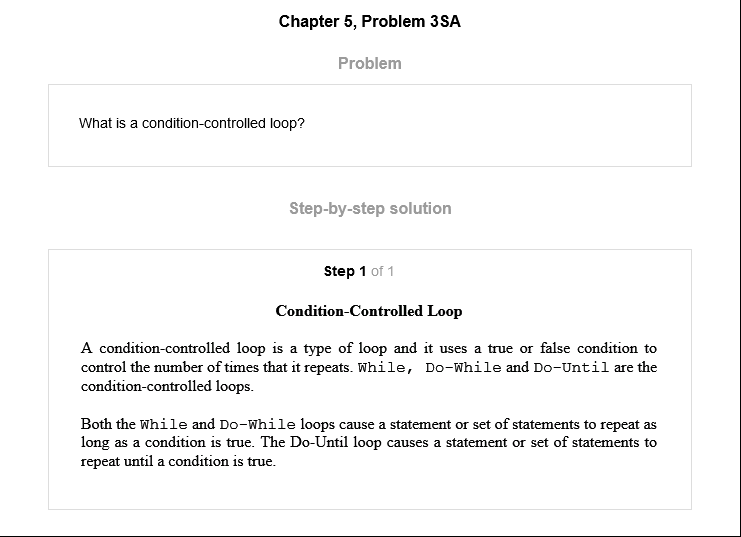 Chapter 5, Problem 3SA
Problem
What is a condition-controlled loop?
Step-by-step solution
Step 1 of 1
Condition-Controlled Loop
A condition-controlled loop is a type of loop and it uses a true or false condition to
control the number of times that it repeats. While, Do-While and Do-Until are the
condition-controlled loops.
Both the While and Do-While loops cause a statement or set of statements to repeat as
long as a condition is true. The Do-Until loop causes a statement or set of statements to
repeat until a condition is true.